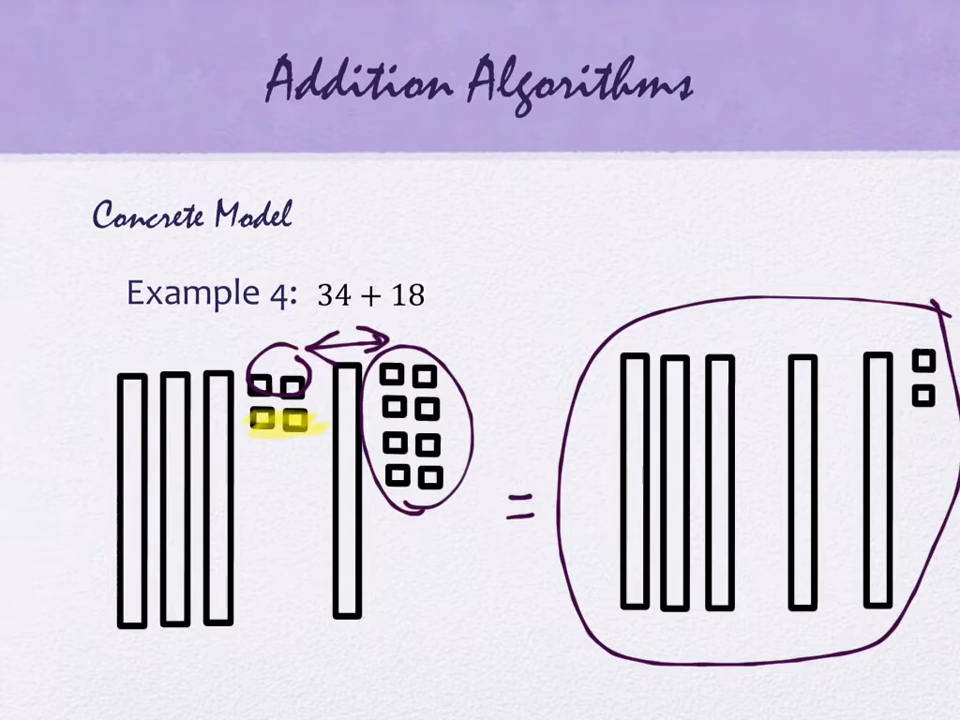 Addition Algorithms
Concrete Model
Example 4: 34 + 18
=